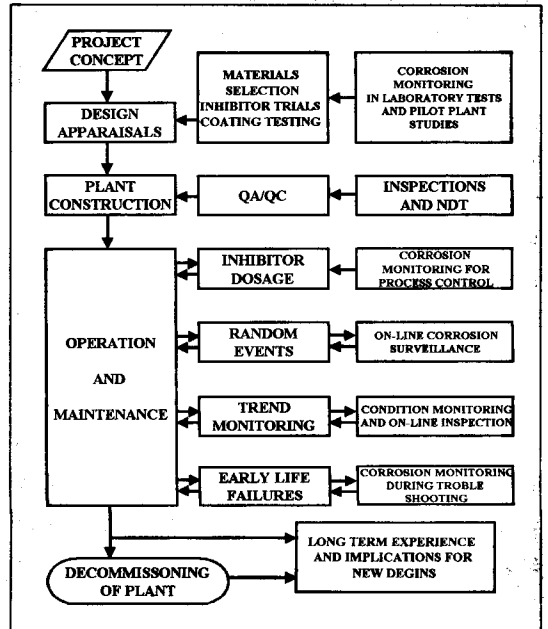 PROJECT
CONCEPT
MATERIALS
SELECTION
INHIBITOR TRIALS
COATING TESTING
CORROSION
MONITORING
IN LABORATORY TESTS
AND PILOT PLANT
STUDIES
DESIGN
APPARAISALS
PLANT
CONSTRUCTION
QA/QC
INSPECTIONS
AND NDT
OPERATION
AND
MAINTENANCE
INHIBITOR
DOSAGE
CORROSION
MONITORING FOR
PROCESS CONTROL
RANDOM
EVENTS
ON-LINE CORROSION
SURVEILLANCE
TREND
MONITORING
CONDITION MONITORING
AND ON-LINE INSPECTION
EARLY LIFE
FAILURES
CORROSION MONITORING
DURING TROBLE
SHOOTING
LONG TERM EXPERIENCE
AND IMPLICATIONS FOR
NEW DEGINS
DECOMMISSONING
OF PLANT